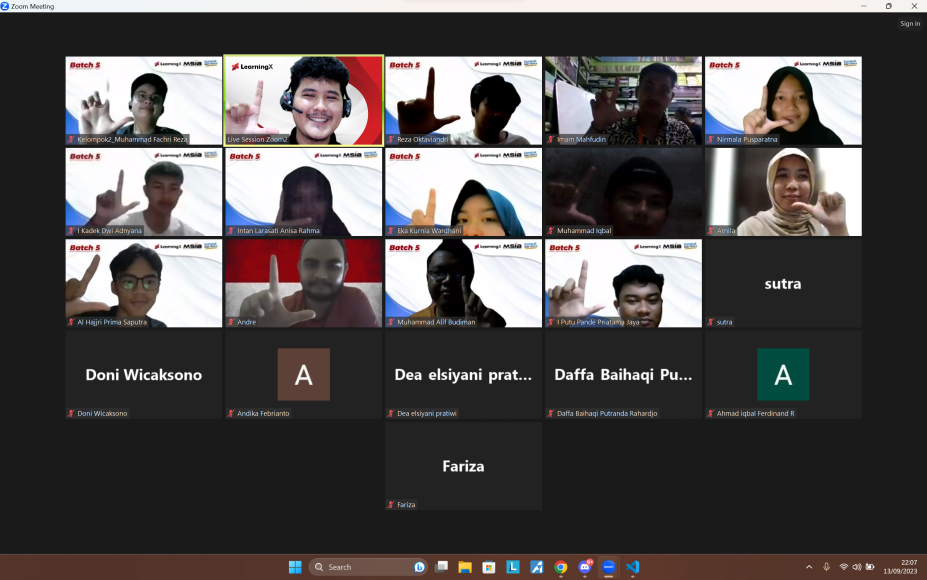 Zoom Meeting
Sign in
Batch 5 LearningX MSIB
Kelompok2_Muhammad Fachri Reza
LearningX
Live Session Zoom2
Batch 5 LearningX MSIB
Reza Oktaviandri
Imam Mahfudin
Batch 5 LearningX MSIB
Nirmala Pusparatna
Batch 5 LearningX MSIB
I Kadek Dwi Adnyana
Batch 5 LearningX MSIB
Intan Larasati Anisa Rahma
Batch 5 LearningX MSIB
Eka Kurnia Wardhani
Muhammad Iqbal
Arnila
Batch 5 LearningX MSIB
Al Hajjri Prima Saputra
Andre
Batch 5 LearningX MSIB
Muhammad Alif Budiman
Batch 5 LearningX MSIB
I Putu Pande Priatama Jaya
sutra
sutra
Doni Wicaksono
Doni Wicaksono
A
Andika Febrianto
Dea elsiyani prat...
Dea elsiyani pratiwi
Daffa Baihaqi Pu...
Daffa Baihaqi Putranda Rahardjo
A
Ahmad iqbal Ferdinand R
Fariza
Fariza
Search
22:07
13/09/2023